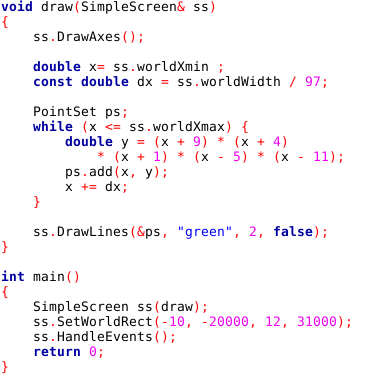 void draw(SimpleScreen& ss)
{
    ss.DrawAxes();

    double x= ss.worldXmin ;
    const double dx = ss.worldWidth / 97;

    PointSet ps;
    while (x <= ss.worldXmax) {
        double y = (x + 9) * (x + 4)
            * (x + 1) * (x - 5) * (x - 11);
        ps.add(x, y);
        x += dx;
    }

    ss.DrawLines(&ps, "green", 2, false);
}

int main()
{
    SimpleScreen ss(draw);
    ss.SetWorldRect(-10, -20000, 12, 31000);
    ss.HandleEvents();
    return 0;
}